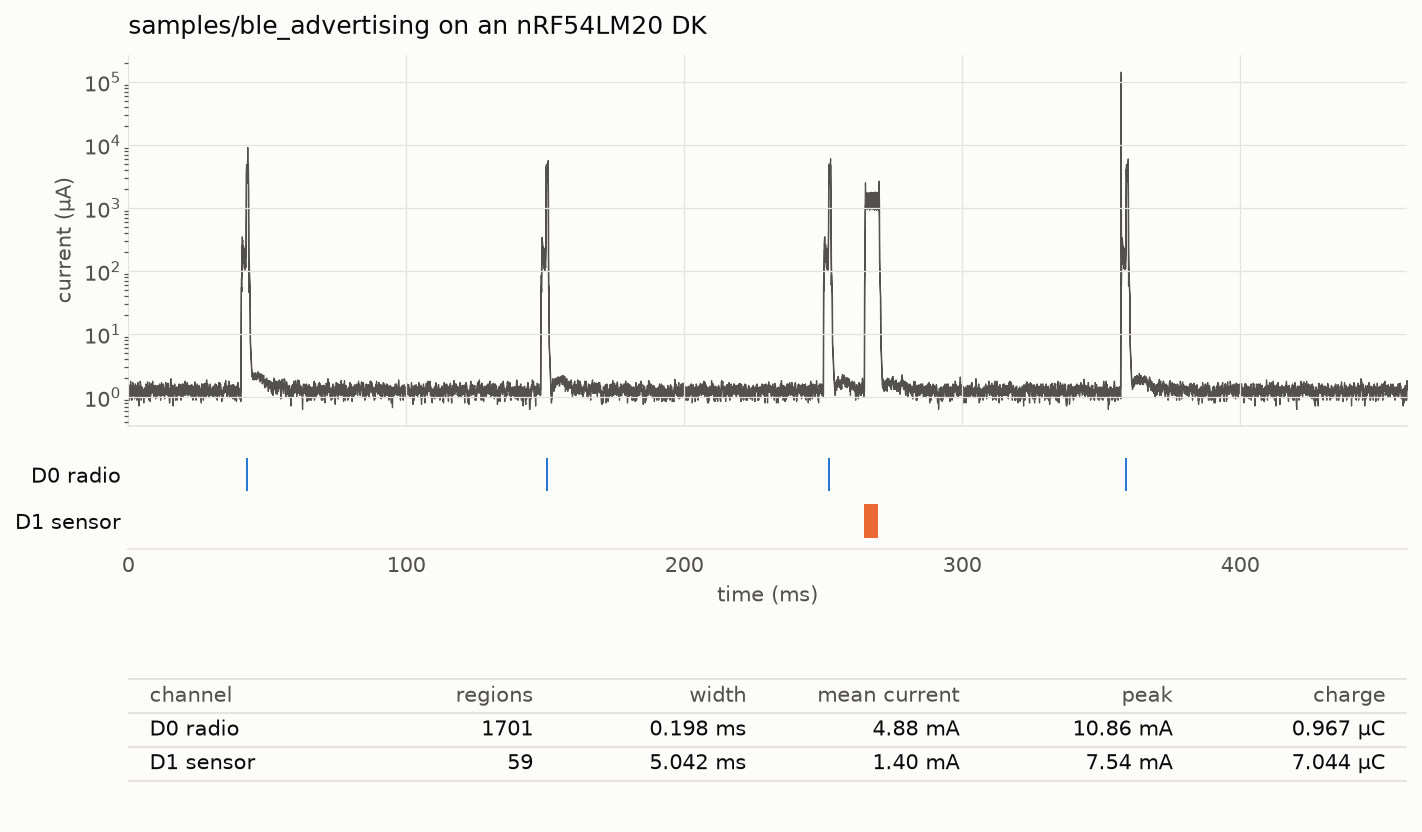 samples/ble_advertising on an nRF54LM20 DK
current (µA)
10⁵
10⁴
10³
10²
10¹
10⁰
D0 radio
D1 sensor
0 100 200 300 400
time (ms)
channel regions width mean current peak charge
D0 radio 1701 0.198 ms 4.88 mA 10.86 mA 0.967 µC
D1 sensor 59 5.042 ms 1.40 mA 7.54 mA 7.044 µC